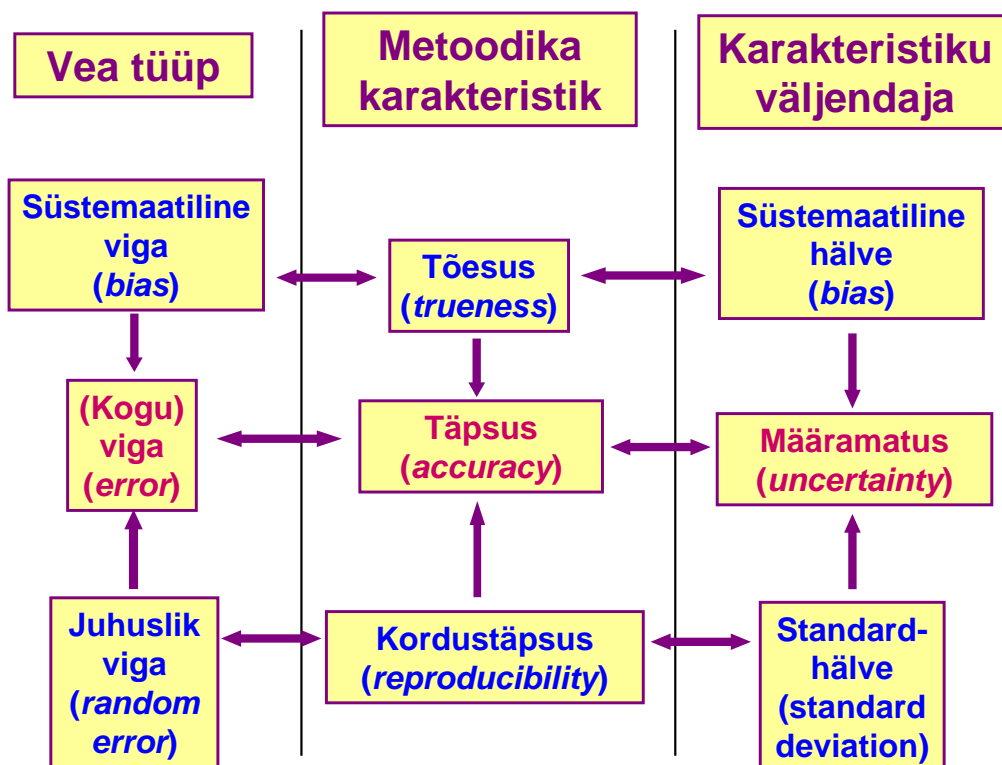 Vea tüüp
Metoodika
karakteristik
Karakteristiku
väljendaja
Süstemaatiline
viga
(bias)
Tõesus
(trueness)
Süstemaatiline
hälve
(bias)
(Kogu)
viga
(error)
Täpsus
(accuracy)
Määramatus
(uncertainty)
Juhuslik
viga
(random
error)
Kordustäpsus
(reproducibility)
Standard-
hälve
(standard
deviation)